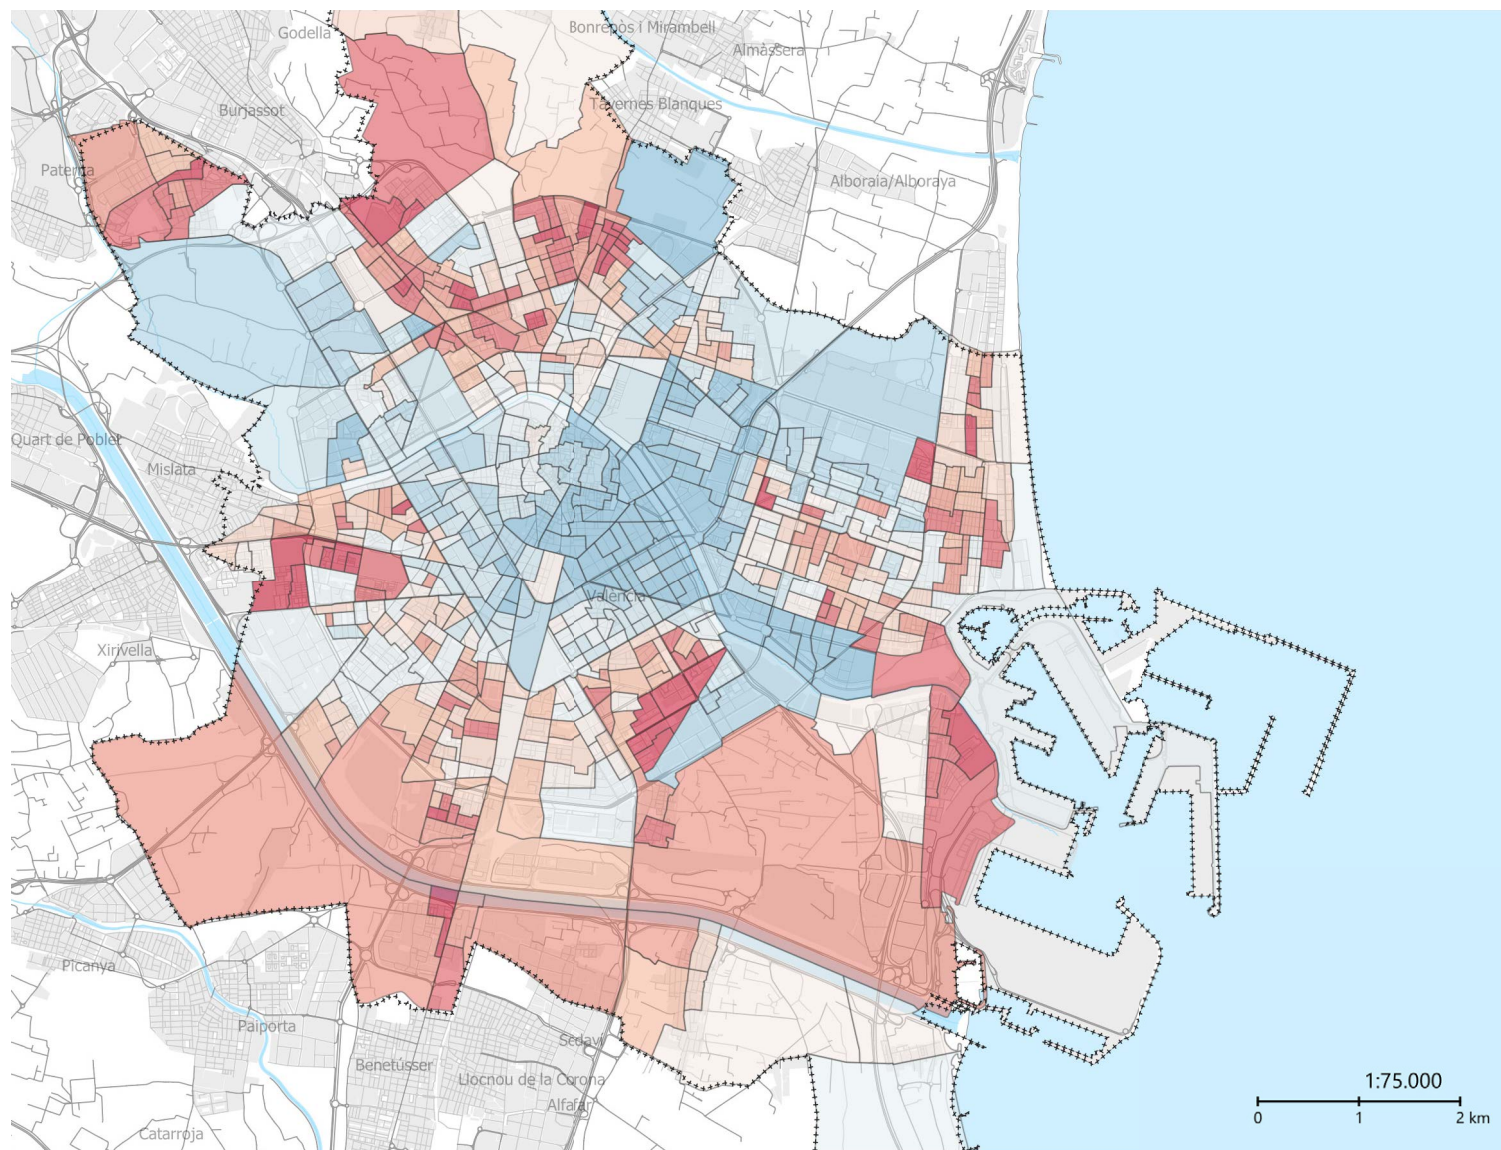 Godella
Bonrepòs i Mirambell
Almàssera
Burjassot
Tavernes Blanques
Paterna
Alboraia/Alboraya
Quart de Poblet
Mislata
València
Xirivella
Picanya
Paiporta
Sedaví
Benetússer
Llocnou de la Corona
Alfafar
Catarroja
1:75.000
0 1 2 km